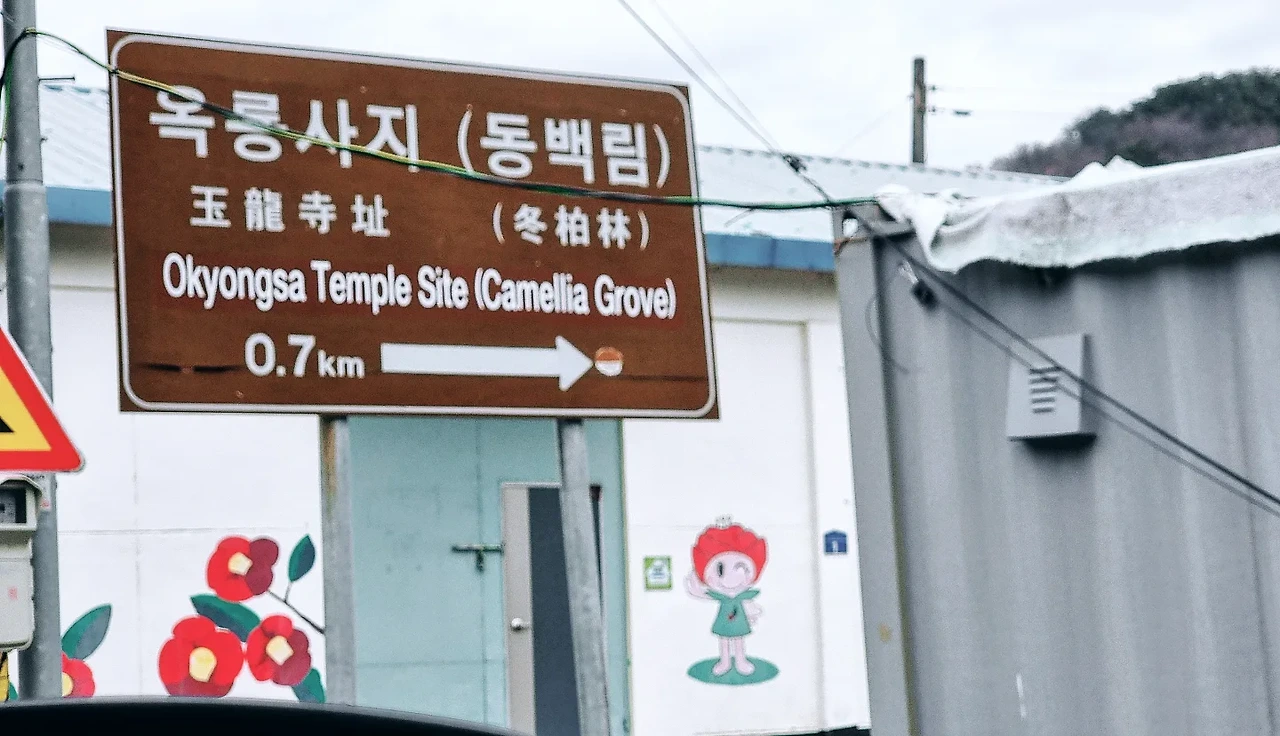 옥룡사지 (동백림)
玉龍寺址 (冬柏林)
Okyongsa Temple Site (Camellia Grove)
0.7km